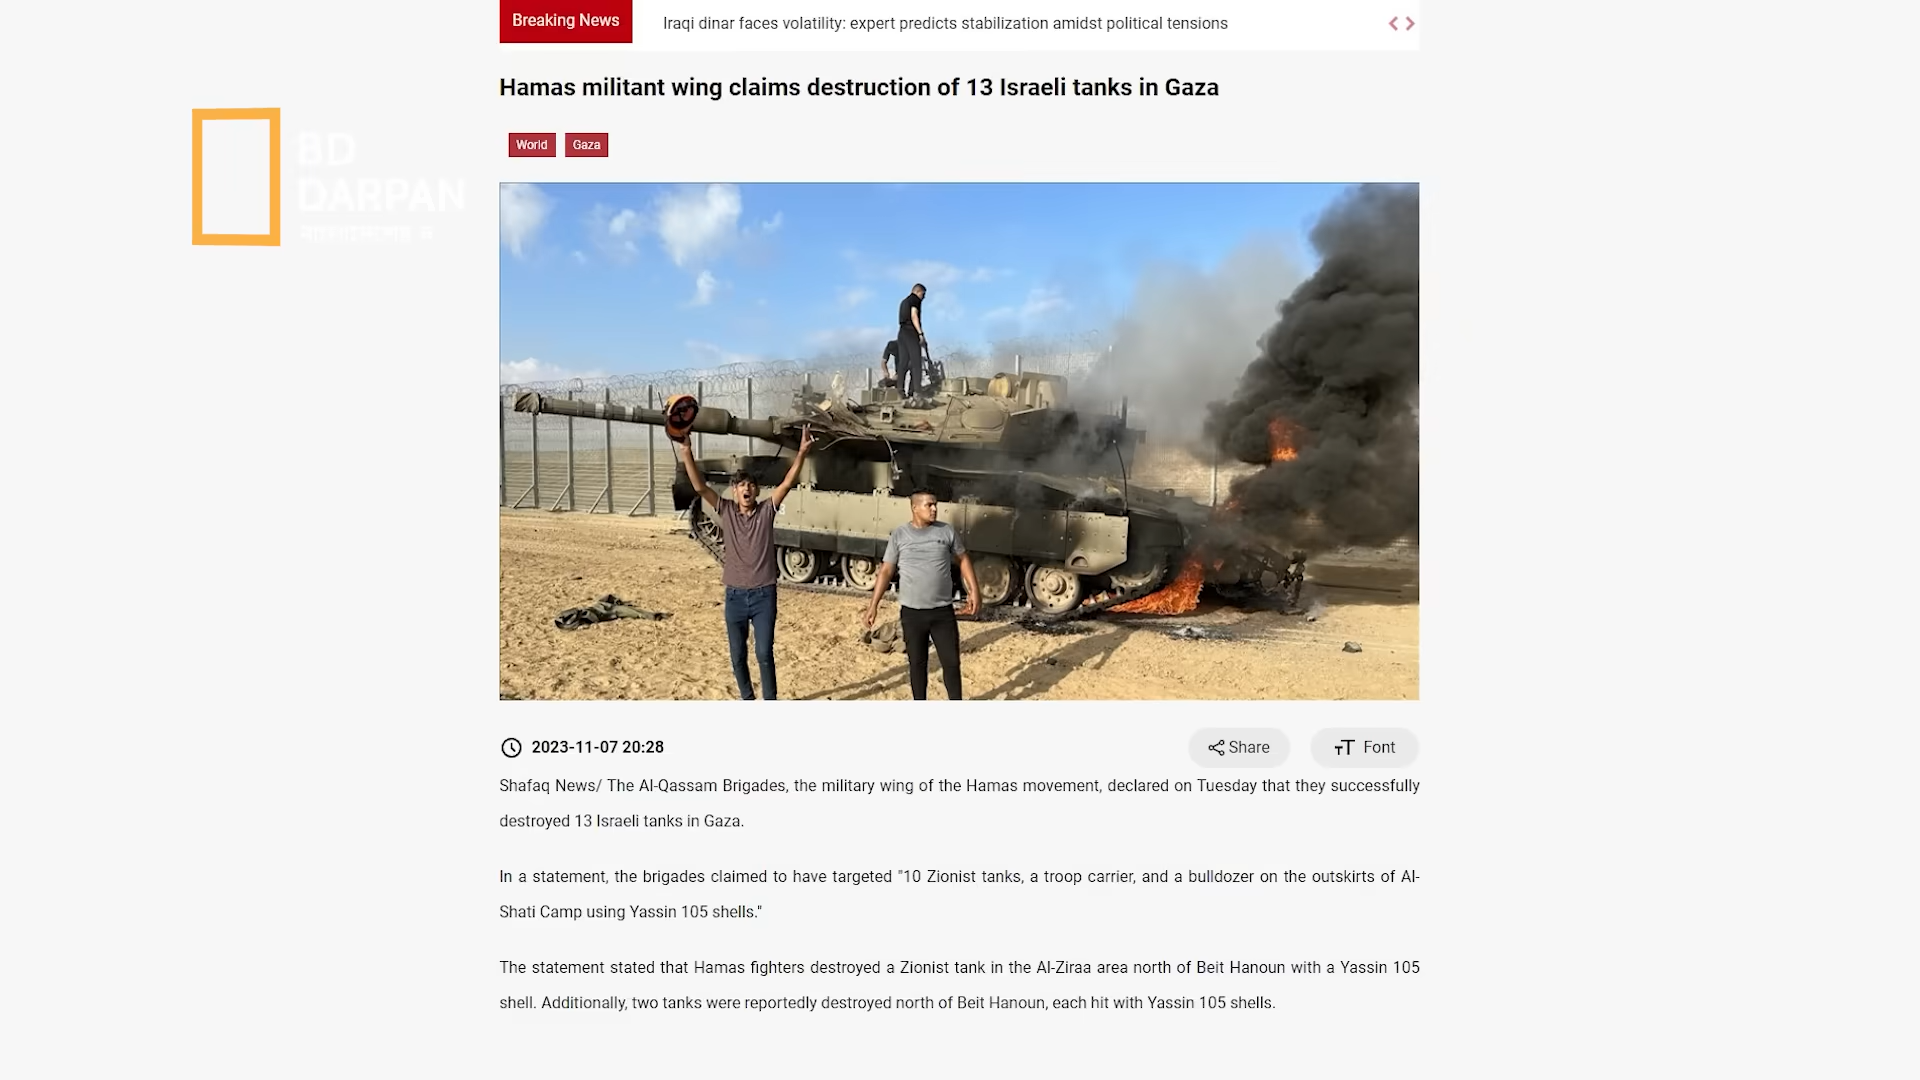 Breaking News
Iraqi dinar faces volatility: expert predicts stabilization amidst political tensions
Hamas militant wing claims destruction of 13 Israeli tanks in Gaza
BD
DARPAN
World
Gaza
2023-11-07 20:28
Share
Font
Shafaq News/ The Al-Qassam Brigades, the military wing of the Hamas movement, declared on Tuesday that they successfully
destroyed 13 Israeli tanks in Gaza.
In a statement, the brigades claimed to have targeted "10 Zionist tanks, a troop carrier, and a bulldozer on the outskirts of Al-
Shati Camp using Yassin 105 shells."
The statement stated that Hamas fighters destroyed a Zionist tank in the Al-Ziraa area north of Beit Hanoun with a Yassin 105
shell. Additionally, two tanks were reportedly destroyed north of Beit Hanoun, each hit with Yassin 105 shells.